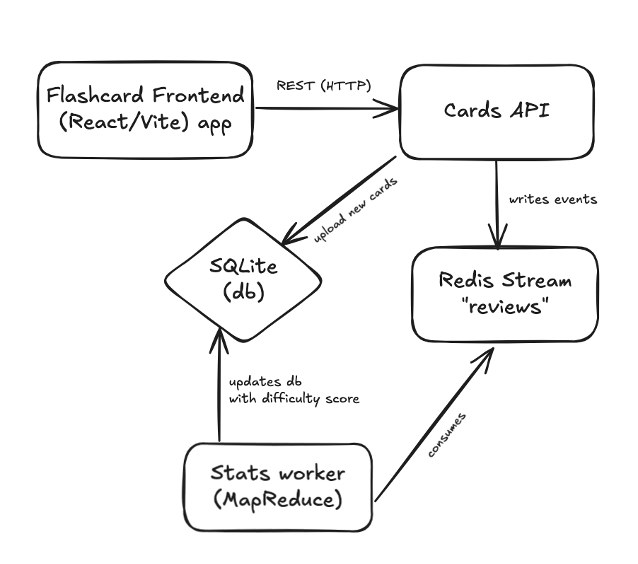 REST (HTTP)
Flashcard Frontend
(React/Vite) app
Cards API
upload new cards
writes events
SQLite
(db)
Redis Stream
"reviews"
updates db
with difficulty score
consumes
Stats worker
(MapReduce)